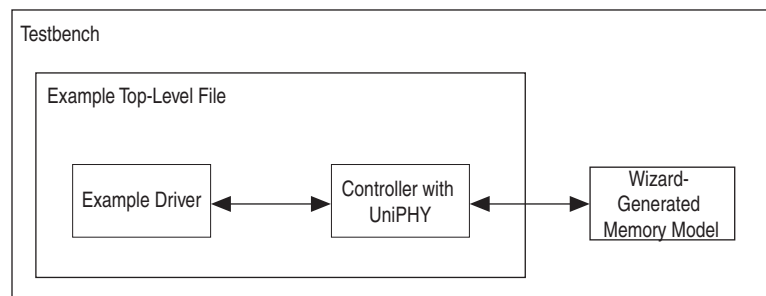 Testbench
Example Top-Level File
Example Driver
Controller with
UniPHY
Wizard-
Generated
Memory Model